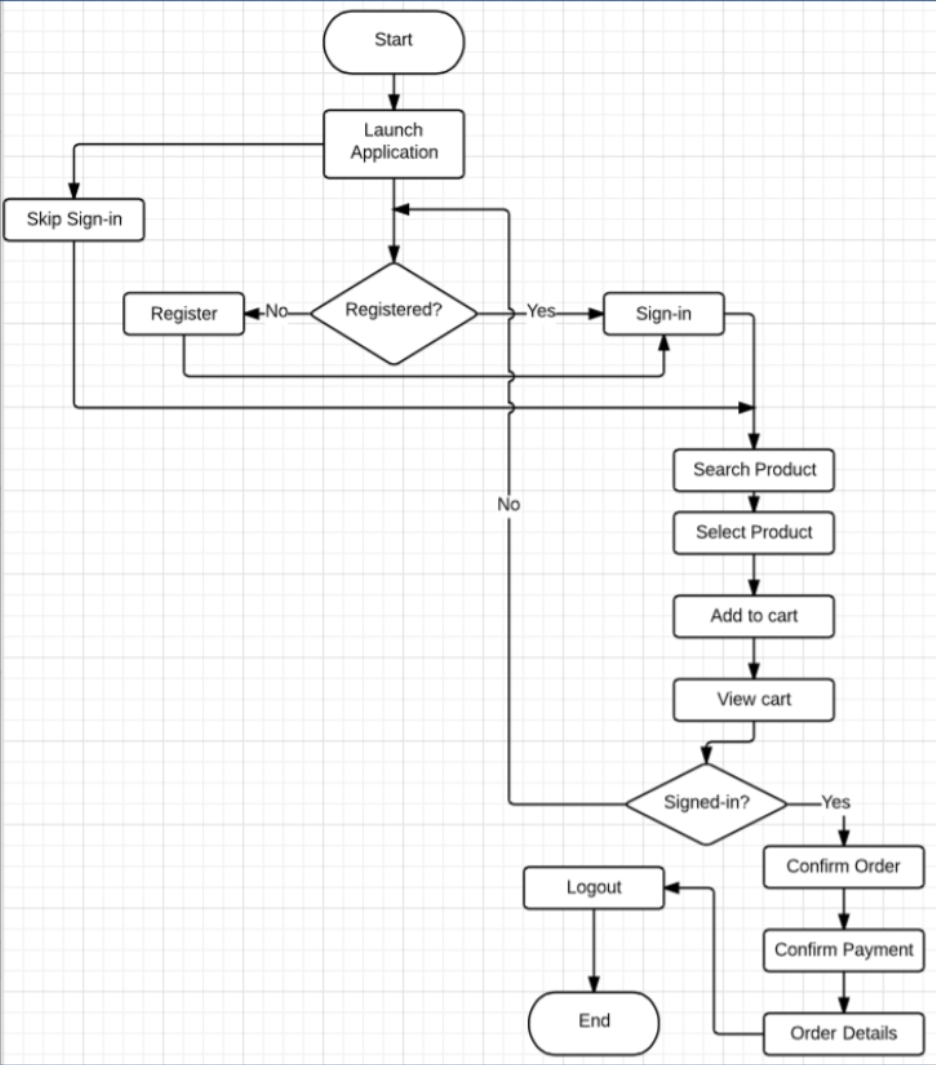 Start
Launch
Application
Skip Sign-in
Register
No
Registered?
Yes
Sign-in
Search Product
No
Select Product
Add to cart
View cart
Signed-in?
Yes
Confirm Order
Logout
Confirm Payment
End
Order Details